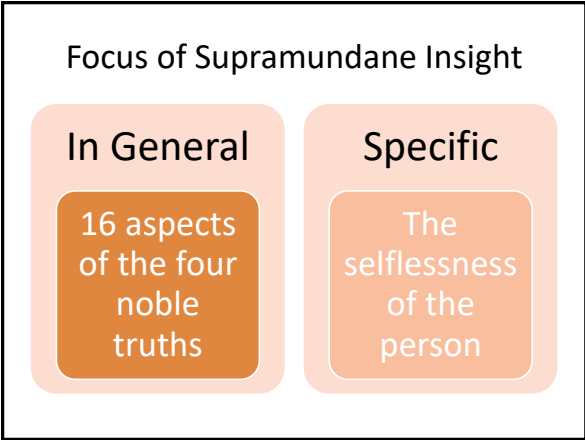 Focus of Supramundane Insight
In General
16 aspects
of the four
noble
truths
Specific
The
selflessness
of the
person